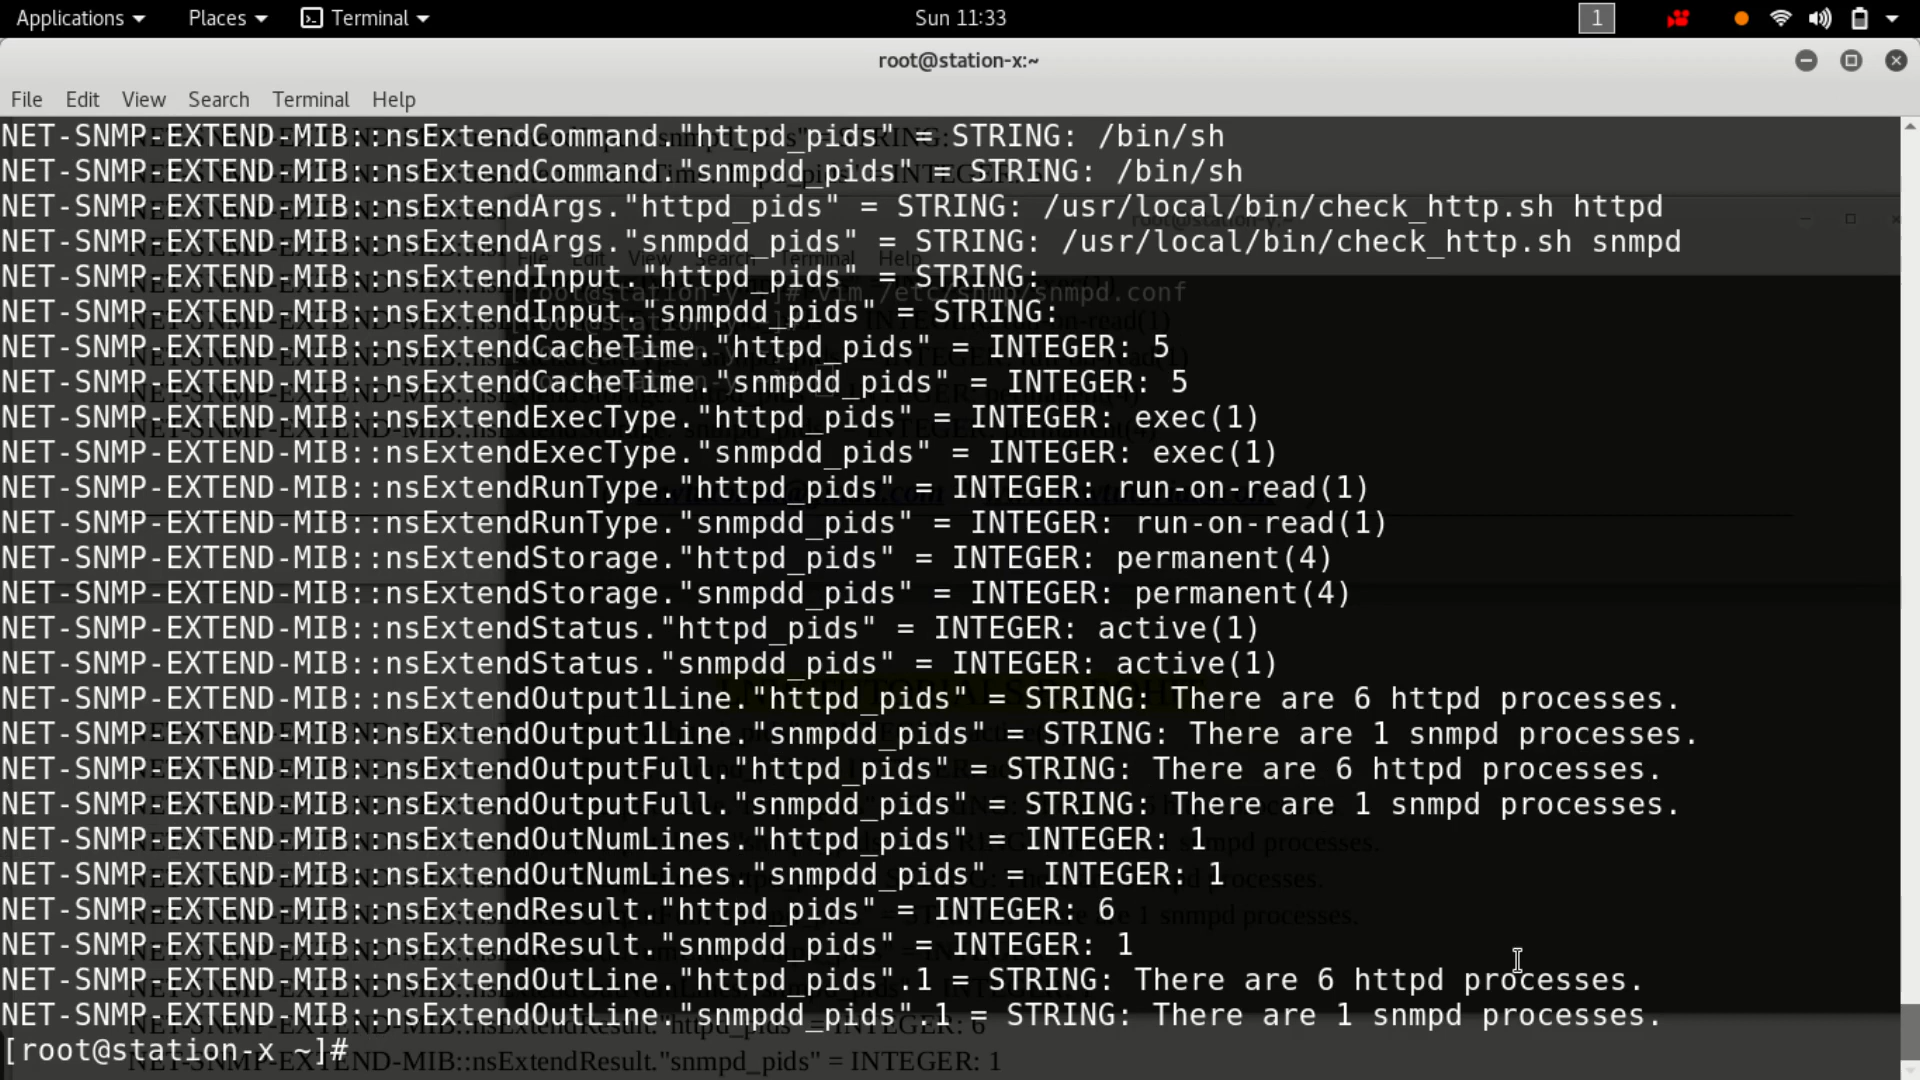 Applications Places Terminal Sun 11:33 1
root@station-x:~
File Edit View Search Terminal Help
NET-SNMP-EXTEND-MIB::nsExtendCommand."httpd_pids" = STRING: /bin/sh
NET-SNMP-EXTEND-MIB::nsExtendCommand."snmpdd_pids" = STRING: /bin/sh
NET-SNMP-EXTEND-MIB::nsExtendArgs."httpd_pids" = STRING: /usr/local/bin/check_http.sh httpd
NET-SNMP-EXTEND-MIB::nsExtendArgs."snmpdd_pids" = STRING: /usr/local/bin/check_http.sh snmpd
NET-SNMP-EXTEND-MIB::nsExtendInput."httpd_pids" = STRING:
NET-SNMP-EXTEND-MIB::nsExtendInput."snmpdd_pids" = STRING:
NET-SNMP-EXTEND-MIB::nsExtendCacheTime."httpd_pids" = INTEGER: 5
NET-SNMP-EXTEND-MIB::nsExtendCacheTime."snmpdd_pids" = INTEGER: 5
NET-SNMP-EXTEND-MIB::nsExtendExecType."httpd_pids" = INTEGER: exec(1)
NET-SNMP-EXTEND-MIB::nsExtendExecType."snmpdd_pids" = INTEGER: exec(1)
NET-SNMP-EXTEND-MIB::nsExtendRunType."httpd_pids" = INTEGER: run-on-read(1)
NET-SNMP-EXTEND-MIB::nsExtendRunType."snmpdd_pids" = INTEGER: run-on-read(1)
NET-SNMP-EXTEND-MIB::nsExtendStorage."httpd_pids" = INTEGER: permanent(4)
NET-SNMP-EXTEND-MIB::nsExtendStorage."snmpdd_pids" = INTEGER: permanent(4)
NET-SNMP-EXTEND-MIB::nsExtendStatus."httpd_pids" = INTEGER: active(1)
NET-SNMP-EXTEND-MIB::nsExtendStatus."snmpdd_pids" = INTEGER: active(1)
NET-SNMP-EXTEND-MIB::nsExtendOutput1Line."httpd_pids" = STRING: There are 6 httpd processes.
NET-SNMP-EXTEND-MIB::nsExtendOutput1Line."snmpdd_pids" = STRING: There are 1 snmpd processes.
NET-SNMP-EXTEND-MIB::nsExtendOutputFull."httpd_pids" = STRING: There are 6 httpd processes.
NET-SNMP-EXTEND-MIB::nsExtendOutputFull."snmpdd_pids" = STRING: There are 1 snmpd processes.
NET-SNMP-EXTEND-MIB::nsExtendOutNumLines."httpd_pids" = INTEGER: 1
NET-SNMP-EXTEND-MIB::nsExtendOutNumLines."snmpdd_pids" = INTEGER: 1
NET-SNMP-EXTEND-MIB::nsExtendResult."httpd_pids" = INTEGER: 6
NET-SNMP-EXTEND-MIB::nsExtendResult."snmpdd_pids" = INTEGER: 1
NET-SNMP-EXTEND-MIB::nsExtendOutLine."httpd_pids".1 = STRING: There are 6 httpd processes.
NET-SNMP-EXTEND-MIB::nsExtendOutLine."snmpdd_pids".1 = STRING: There are 1 snmpd processes.
[root@station-x ~]#
NET-SNMP-EXTEND-MIB::nsExtendResult."snmpd_pids" = INTEGER: 1